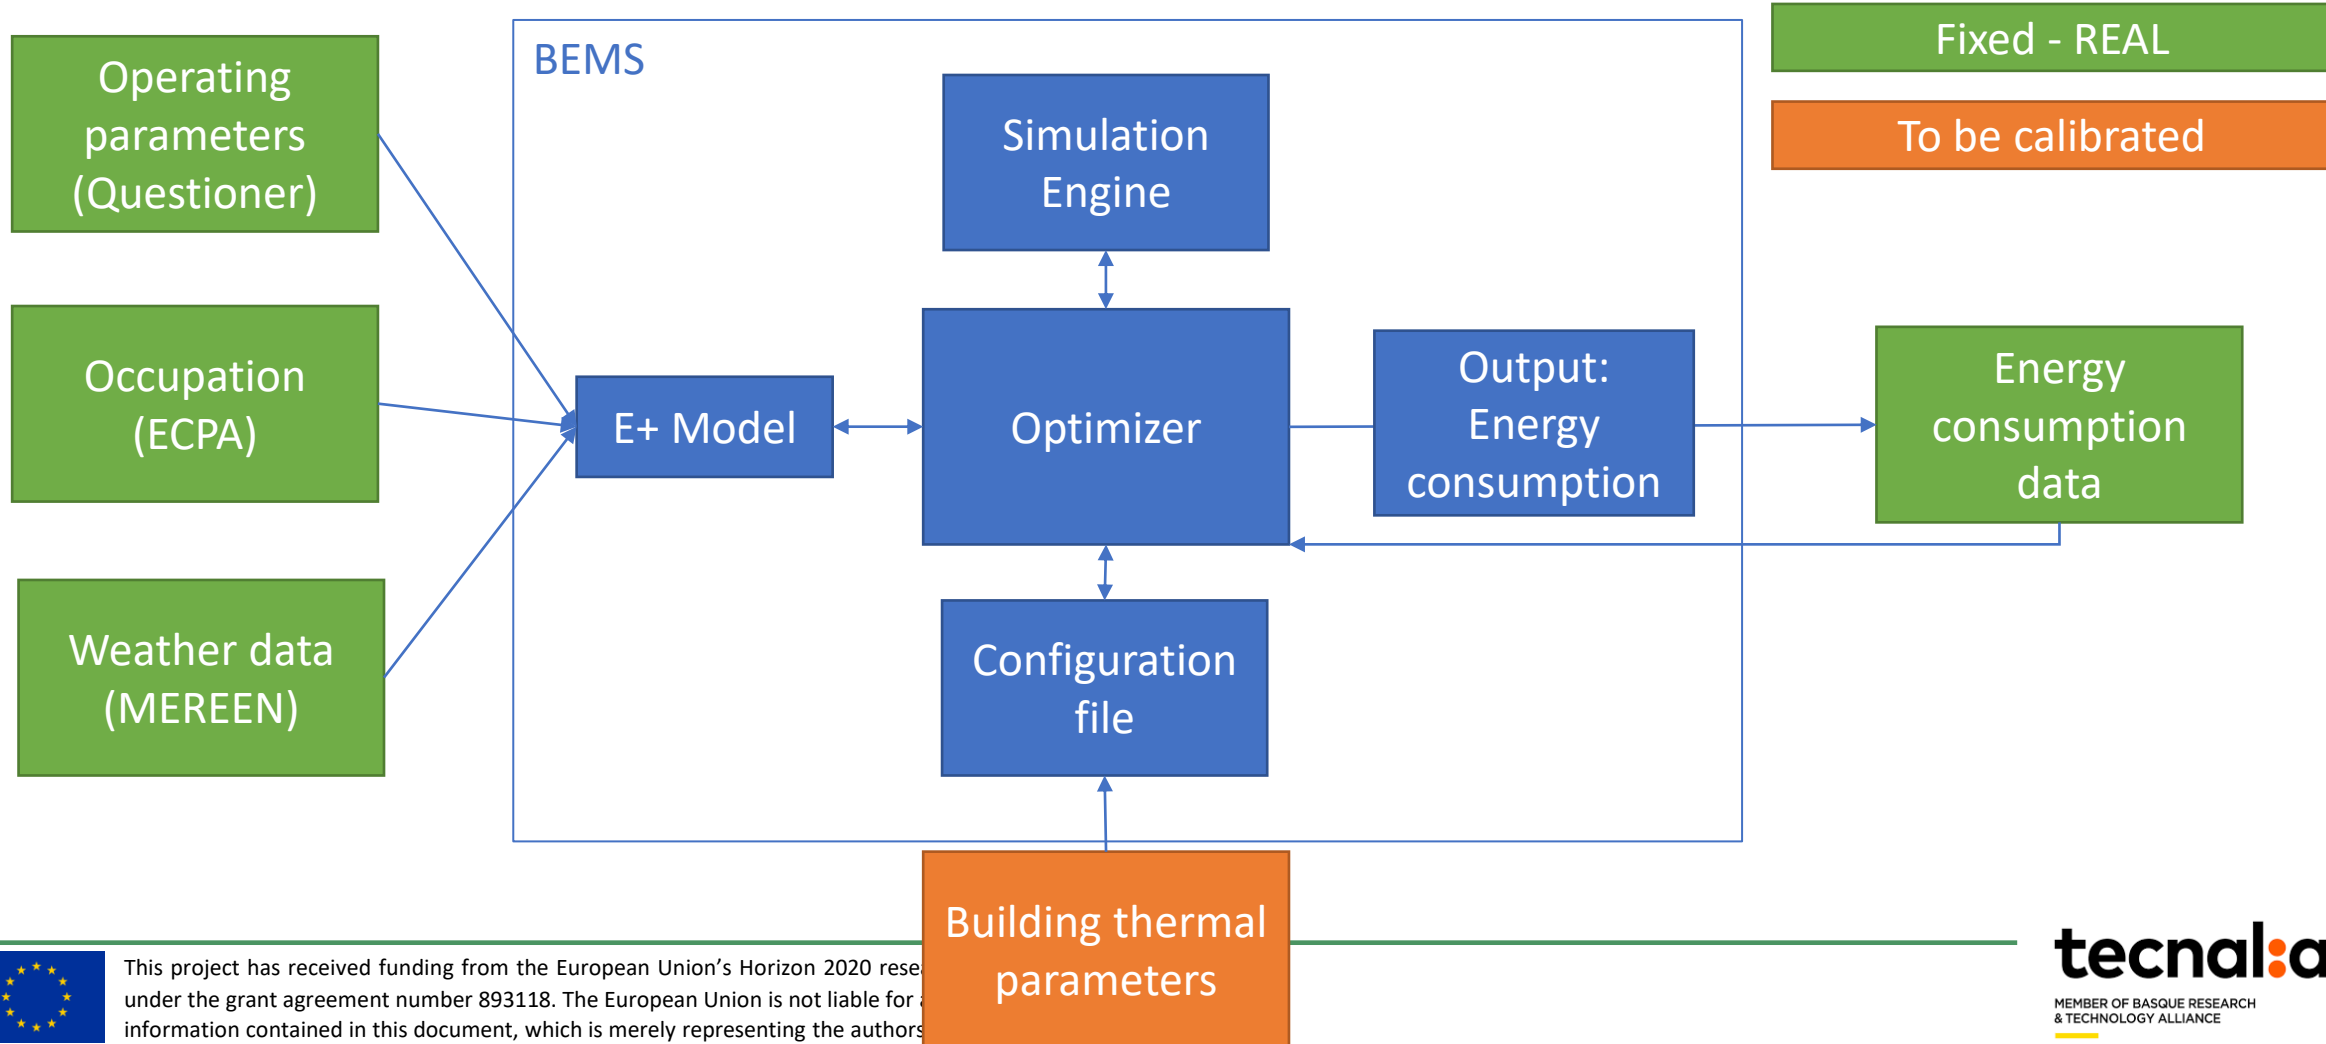 Operating
parameters
(Questioner)
Occupation
(ECPA)
Weather data
(MEREEN)
BEMS
Simulation
Engine
E+ Model
Optimizer
Output:
Energy
consumption
Configuration
file
Building thermal
parameters
Fixed - REAL
To be calibrated
Energy
consumption
data
This project has received funding from the European Union’s Horizon 2020
under the grant agreement number 893118. The European Union is not liable for
information contained in this document, which is merely representing the authors
tecnal:a
MEMBER OF BASQUE RESEARCH
& TECHNOLOGY ALLIANCE